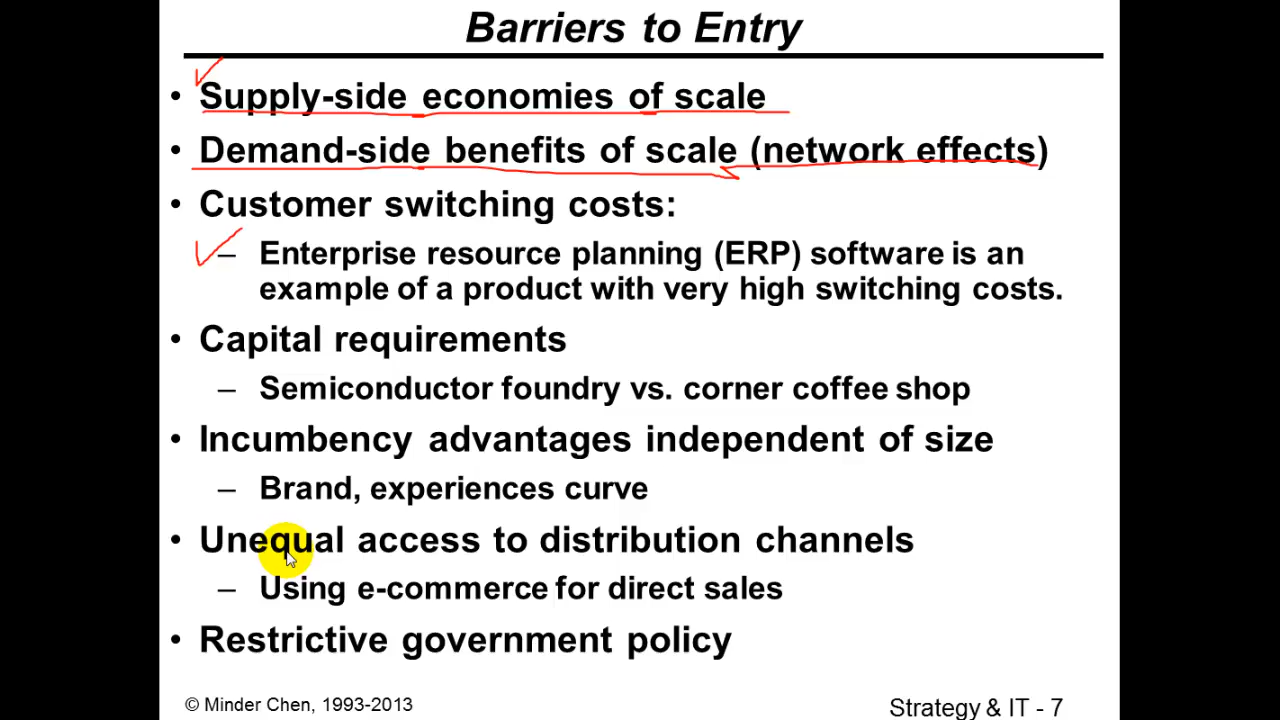 Barriers to Entry
• Supply-side economies of scale
• Demand-side benefits of scale (network effects)
• Customer switching costs:
– Enterprise resource planning (ERP) software is an
example of a product with very high switching costs.
• Capital requirements
– Semiconductor foundry vs. corner coffee shop
• Incumbency advantages independent of size
– Brand, experiences curve
• Unequal access to distribution channels
– Using e-commerce for direct sales
• Restrictive government policy
© Minder Chen, 1993-2013
Strategy & IT - 7